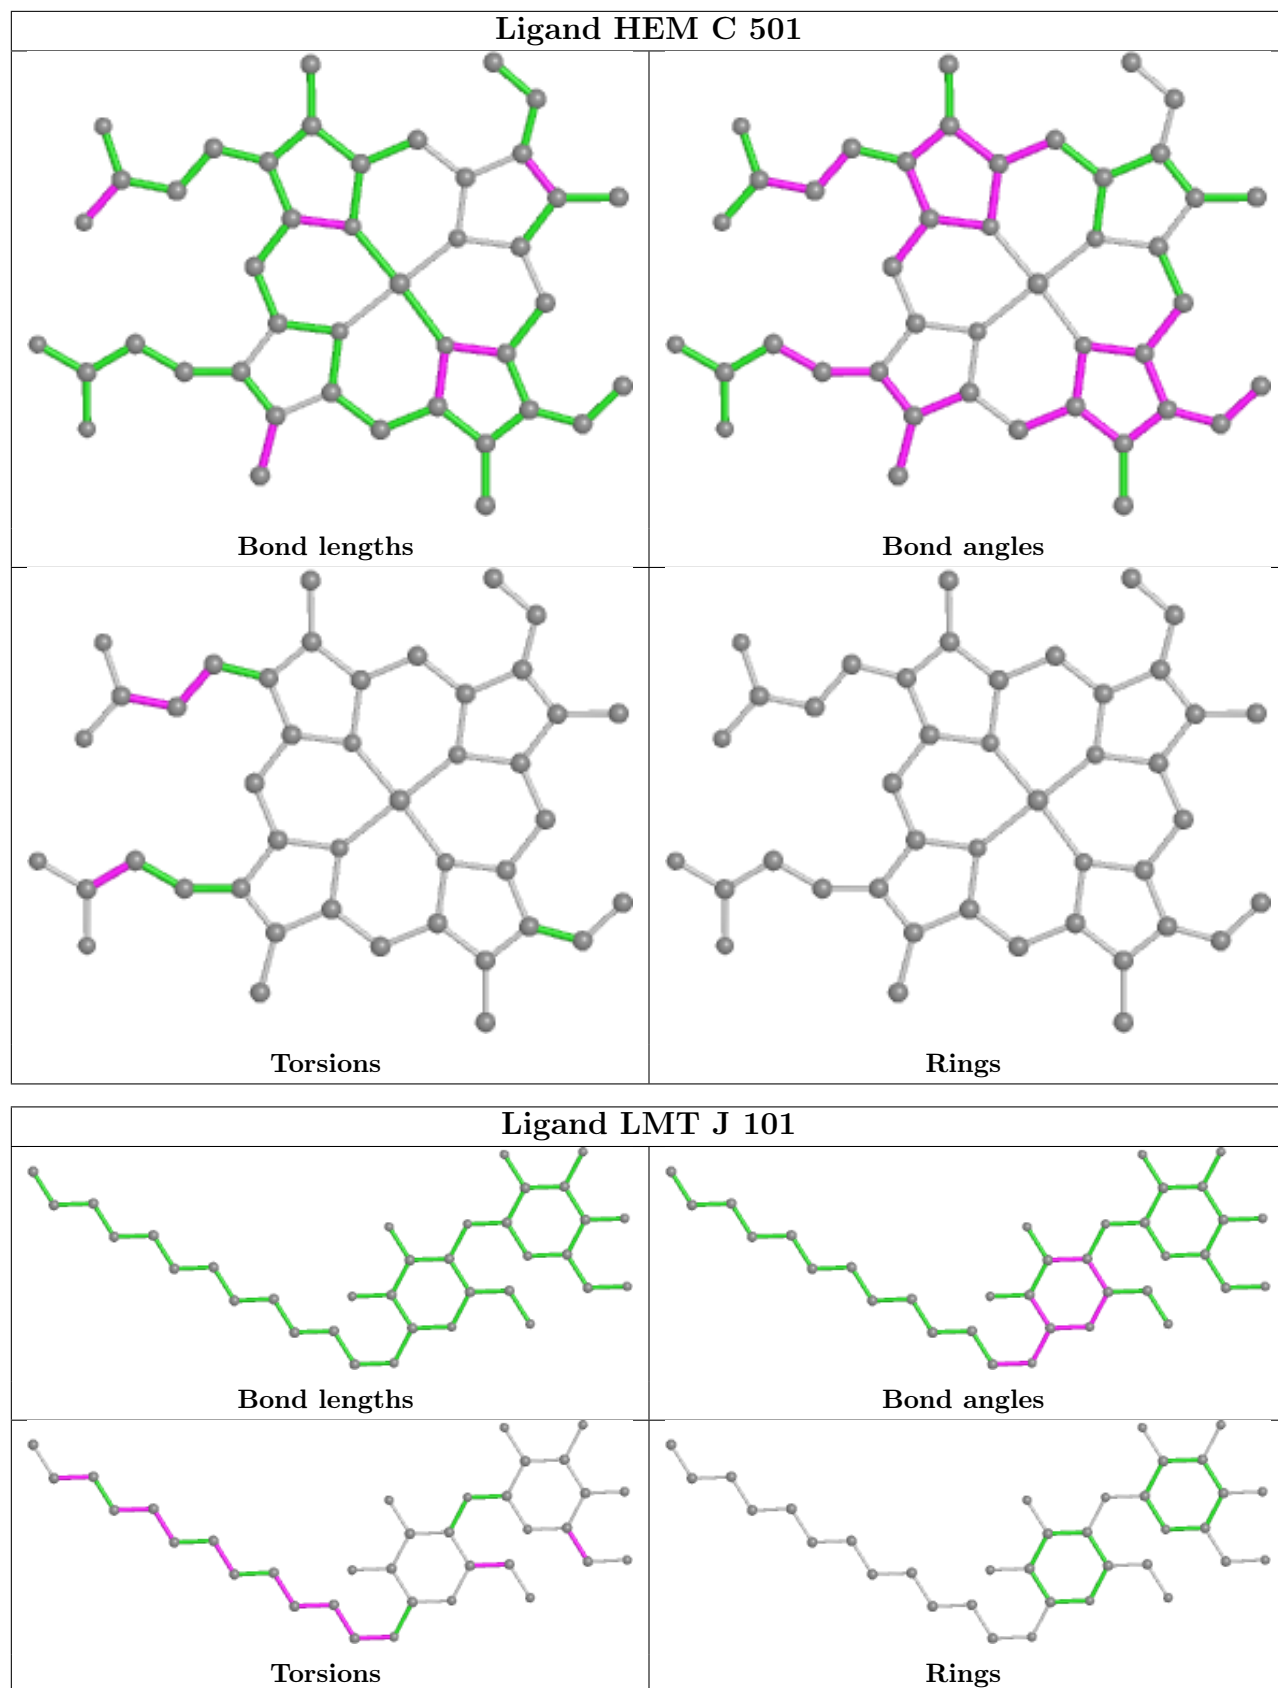 Ligand HEM C 501
Bond lengths
Bond angles
Torsions
Rings
Ligand LMT J 101
Bond lengths
Bond angles
Torsions
Rings